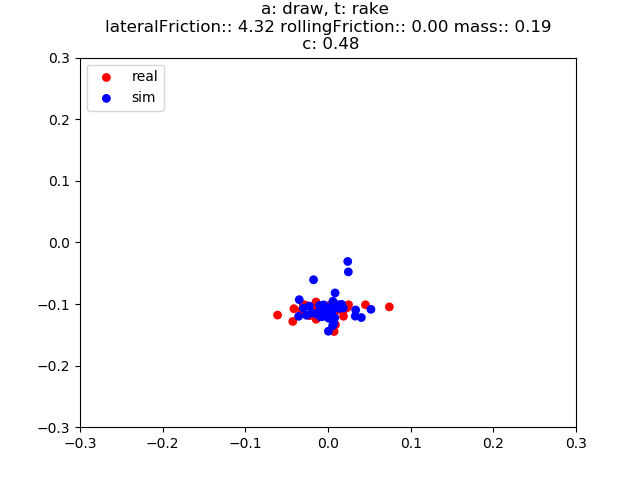 a: draw, t: rake
lateralFriction:: 4.32 rollingFriction:: 0.00 mass:: 0.19
c: 0.48
real
sim
0.3
0.2
0.1
0.0
−0.1
−0.2
−0.3
−0.3
−0.2
−0.1
0.0
0.1
0.2
0.3